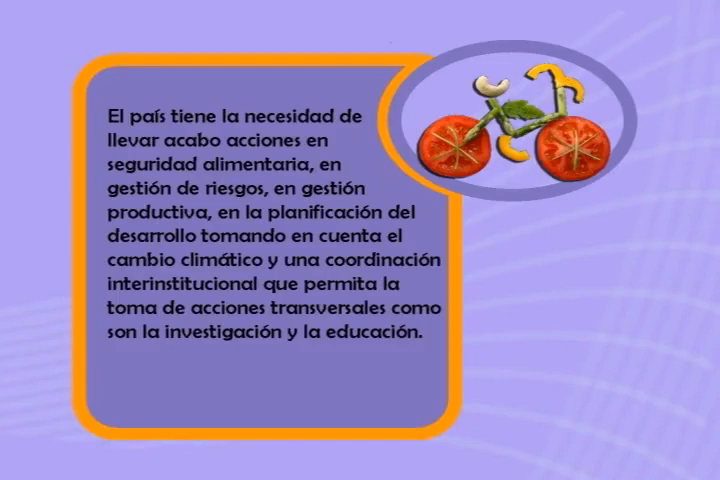 El país tiene la necesidad de
llevar acabo acciones en
seguridad alimentaria, en
gestión de riesgos, en gestión
productiva, en la planificación del
desarrollo tomando en cuenta el
cambio climático y una coordinación
interinstitucional que permita la
toma de acciones transversales como
son la investigación y la educación.